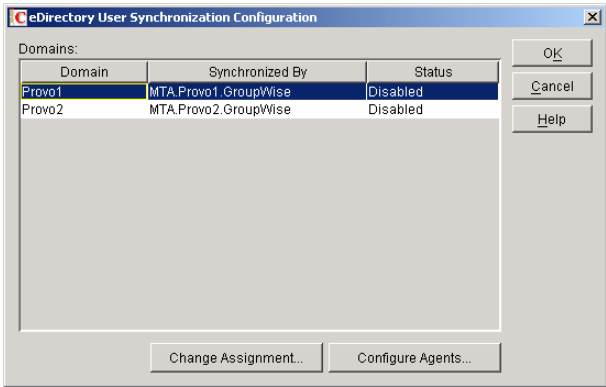 eDirectory User Synchronization Configuration
Domains:
Domain Synchronized By Status
Provo1 MTA.Provo1.GroupWise Disabled
Provo2 MTA.Provo2.GroupWise Disabled
OK
Cancel
Help
Change Assignment... Configure Agents...